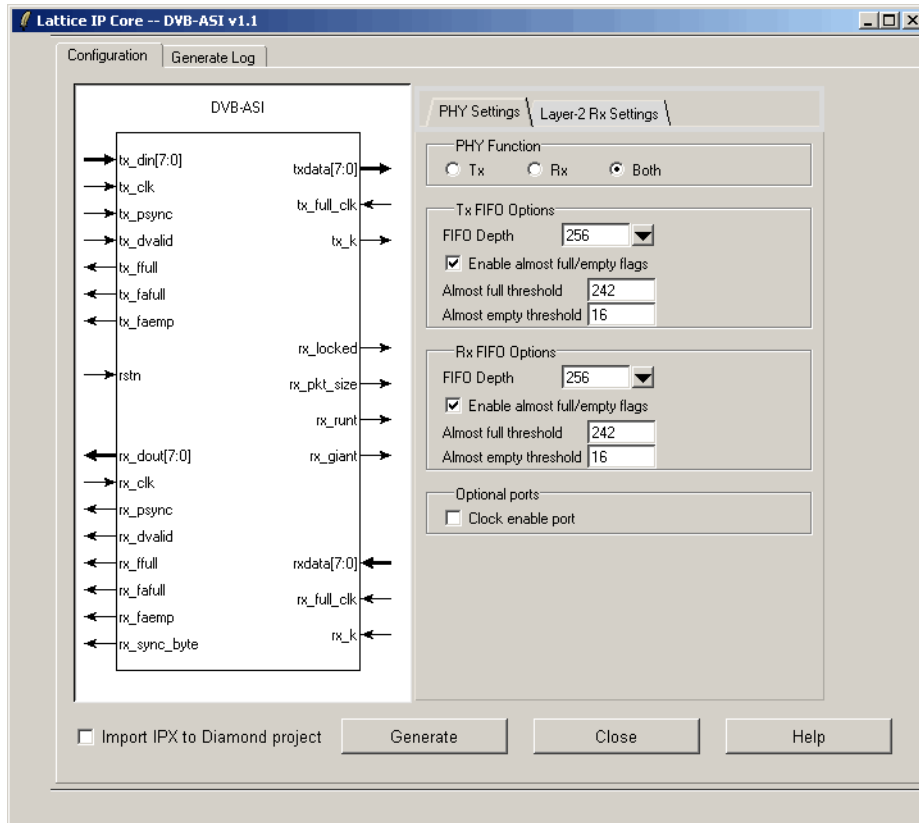 Lattice IP Core -- DVB-ASI v1.1
Configuration
Generate Log
DVB-ASI
tx_din[7:0]
tx_clk
tx_psync
tx_dvalid
tx_ffull
tx_fafull
tx_faemp
rstn
rx_dout[7:0]
rx_clk
rx_psync
rx_dvalid
rx_ffull
rx_fafull
rx_faemp
rx_sync_byte
txdata[7:0]
tx_full_clk
tx_k
rx_locked
rx_pkt_size
rx_runt
rx_giant
rxdata[7:0]
rx_full_clk
rx_k
PHY Settings
Layer-2 Rx Settings
PHY Function
Tx Rx Both
Tx FIFO Options
FIFO Depth 256
Enable almost full/empty flags
Almost full threshold 242
Almost empty threshold 16
Rx FIFO Options
FIFO Depth 256
Enable almost full/empty flags
Almost full threshold 242
Almost empty threshold 16
Optional ports
Clock enable port
Import IPX to Diamond project
Generate
Close
Help